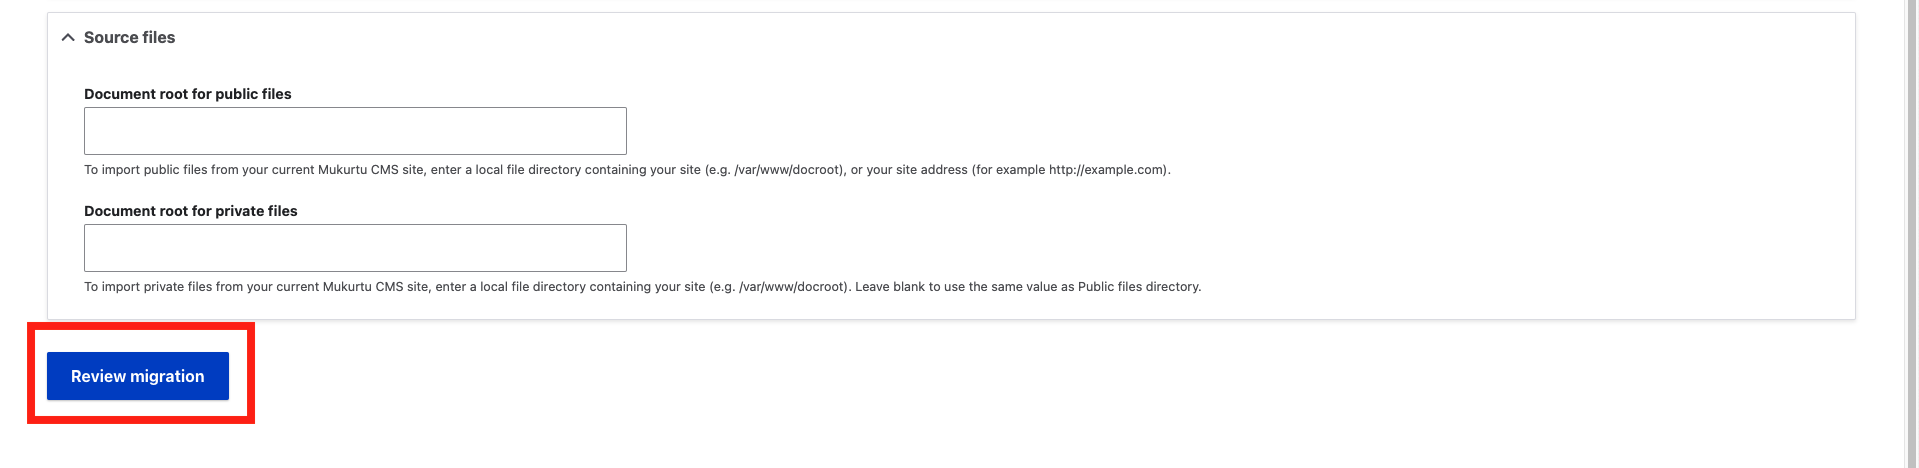 Source files
Document root for public files
To import public files from your current Mukurtu CMS site, enter a local file directory containing your site (e.g. /var/www/docroot), or your site address (for example http://example.com).
Document root for private files
To import private files from your current Mukurtu CMS site, enter a local file directory containing your site (e.g. /var/www/docroot). Leave blank to use the same value as Public files directory.
Review migration